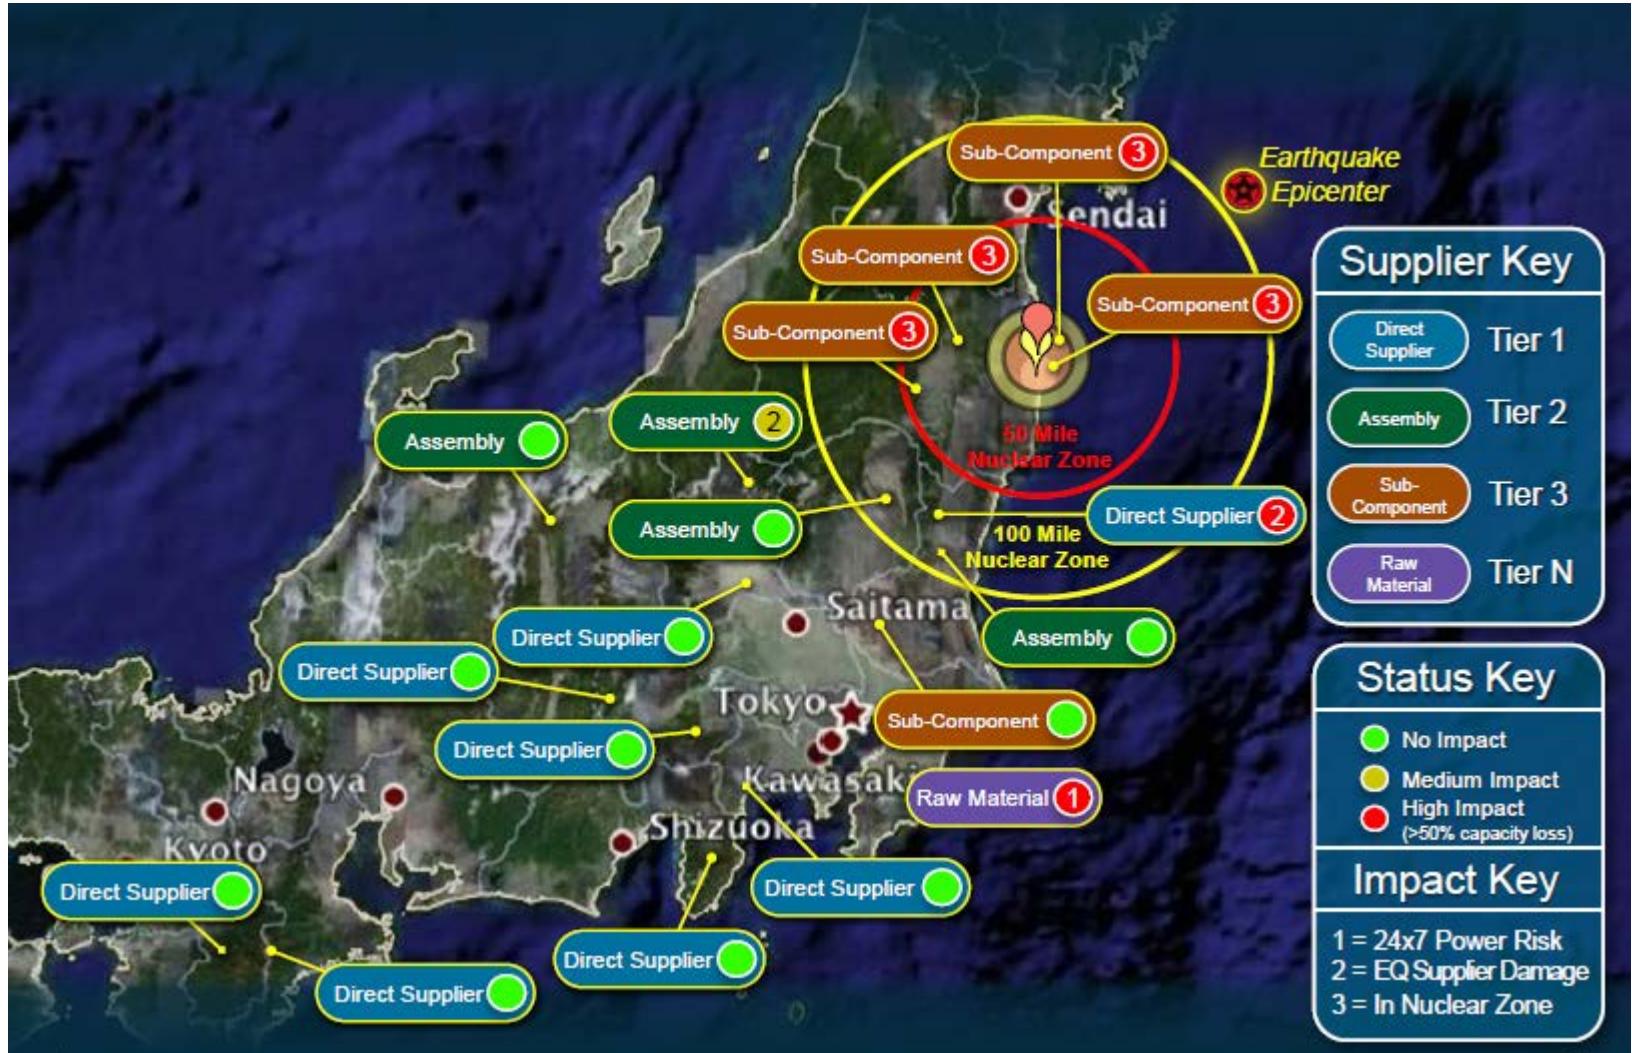 Sub-Component 3
Earthquake
Epicenter
Sendai
Sub-Component 3
Sub-Component 3
Sub-Component 3
50 Mile
Nuclear Zone
Assembly 2
Assembly
Assembly
Direct Supplier 2
100 Mile
Nuclear Zone
Saitama
Direct Supplier
Assembly
Direct Supplier
Tokyo
Sub-Component
Direct Supplier
Nagoya
Kawasaki
Raw Material 1
Shizuoka
Kyoto
Direct Supplier
Direct Supplier
Direct Supplier
Direct Supplier
Supplier Key
Direct
Supplier
Tier 1
Assembly
Tier 2
Sub-
Component
Tier 3
Raw
Material
Tier N
Status Key
No Impact
Medium Impact
High Impact
(>50% capacity loss)
Impact Key
1 = 24x7 Power Risk
2 = EQ Supplier Damage
3 = In Nuclear Zone